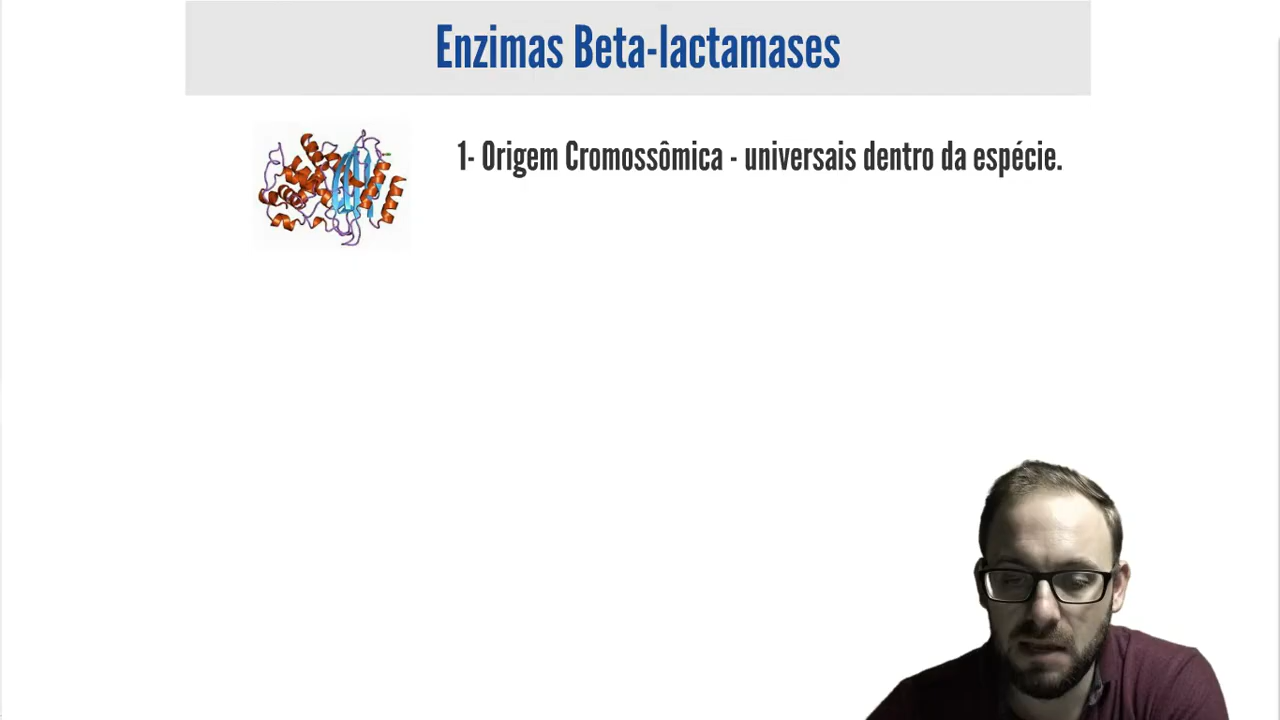 Enzimas Beta-lactamases
1- Origem Cromossômica - universais dentro da espécie.